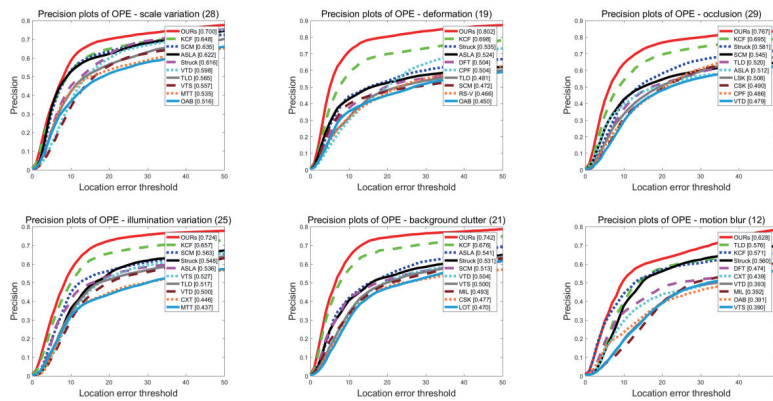 Precision plots of OPE - scale variation (28)
OURs [0.700]
KCF [0.648]
SCM [0.635]
ASLA [0.622]
Struck [0.616]
VTD [0.598]
TLD [0.565]
VTS [0.557]
MTT [0.535]
OAB [0.516]
Precision
Location error threshold
Precision plots of OPE - deformation (19)
OURs [0.802]
KCF [0.698]
Struck [0.535]
ASLA [0.524]
DFT [0.504]
CPF [0.504]
TLD [0.481]
SCM [0.472]
RS-V [0.466]
OAB [0.450]
Precision
Location error threshold
Precision plots of OPE - occlusion (29)
OURs [0.767]
KCF [0.695]
Struck [0.581]
SCM [0.545]
TLD [0.520]
ASLA [0.512]
LSK [0.508]
CSK [0.490]
CPF [0.486]
VTD [0.479]
Precision
Location error threshold
Precision plots of OPE - illumination variation (25)
OURs [0.724]
KCF [0.657]
SCM [0.563]
Struck [0.546]
ASLA [0.539]
VTS [0.527]
TLD [0.517]
VTD [0.500]
CXT [0.446]
MTT [0.437]
Precision
Location error threshold
Precision plots of OPE - background clutter (21)
OURs [0.742]
KCF [0.676]
ASLA [0.541]
Struck [0.531]
SCM [0.513]
VTS [0.504]
VTS [0.500]
MIL [0.493]
CSK [0.477]
LOT [0.470]
Precision
Location error threshold
Precision plots of OPE - motion blur (12)
OURs [0.628]
TLD [0.576]
KCF [0.571]
Struck [0.560]
DFT [0.474]
CXT [0.439]
VTD [0.393]
MIL [0.392]
OAB [0.391]
VTS [0.390]
Precision
Location error threshold